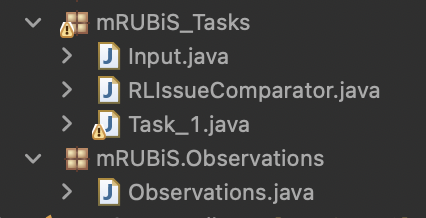 mRUBiS_Tasks
Input.java
RLIssueComparator.java
Task_1.java
mRUBiS.Observations
Observations.java